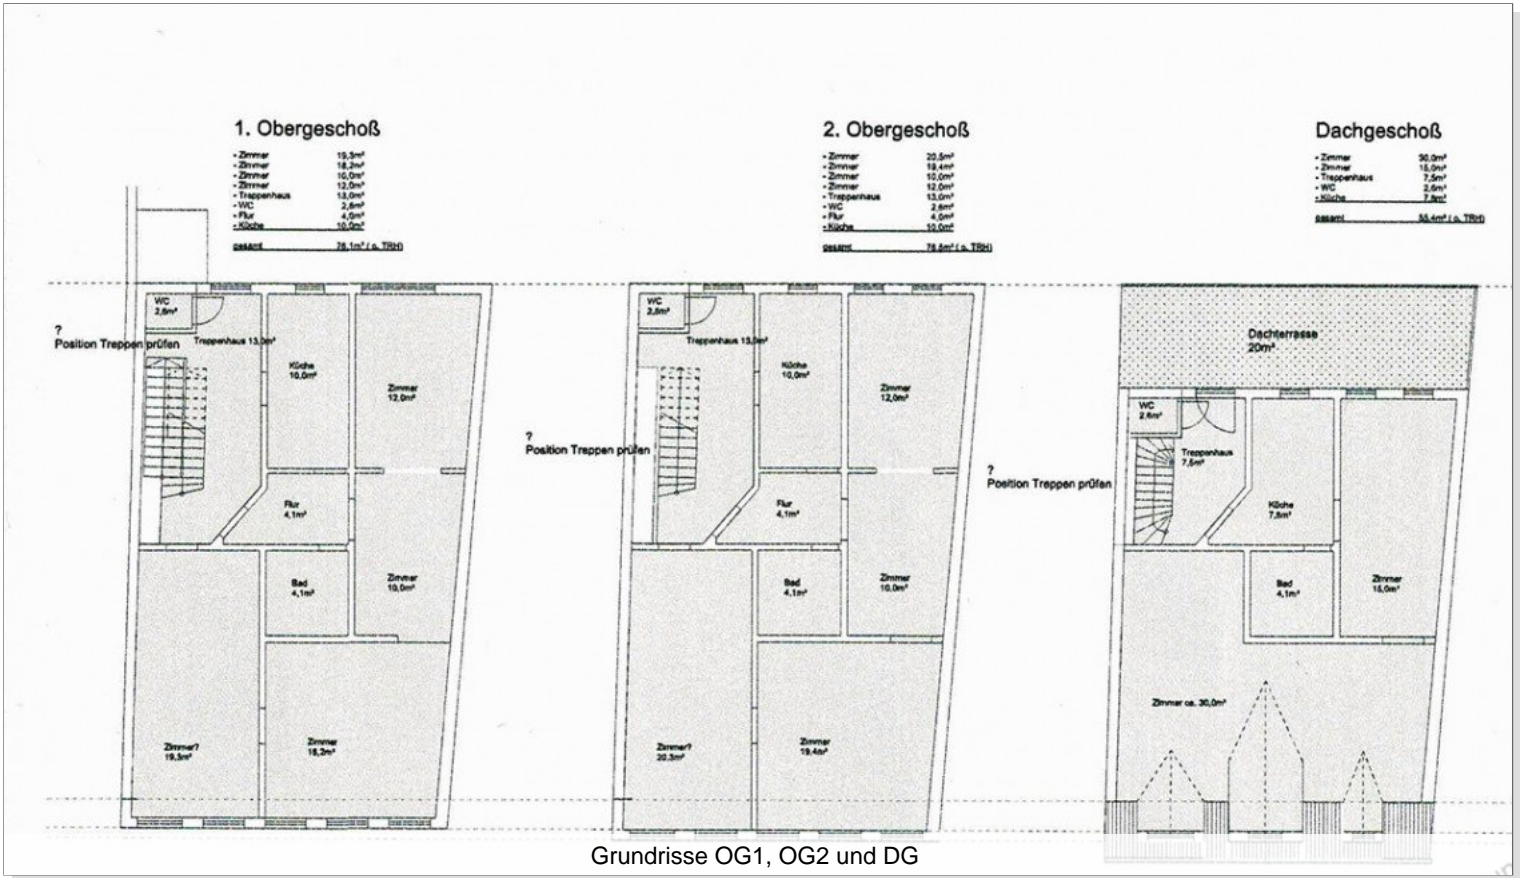 1. Obergeschoß
- Zimmer 19,3m²
- Zimmer 18,2m²
- Zimmer 10,0m²
- Zimmer 12,0m²
- Treppenhaus 13,0m²
- WC 2,6m²
- Flur 4,0m²
- Küche 10,0m²
gesamt 76,1m² ( o. TRH)
WC
2,6m²
?
Position Treppen prüfen
Treppenhaus 13,0m²
Küche
10,0m²
Zimmer
12,0m²
Flur
4,1m²
Bad
4,1m²
Zimmer
10,0m²
Zimmer?
19,3m²
Zimmer
18,2m²
2. Obergeschoß
- Zimmer 20,5m²
- Zimmer 19,4m²
- Zimmer 10,0m²
- Zimmer 12,0m²
- Treppenhaus 13,0m²
- WC 2,6m²
- Flur 4,0m²
- Küche 10,0m²
gesamt ( o. TRH)
WC
2,6m²
Treppenhaus 13,0m²
?
Position Treppen prüfen
Küche
10,0m²
Zimmer
12,0m²
Flur
4,1m²
Bad
4,1m²
Zimmer
10,0m²
Zimmer?
20,3m²
Zimmer
19,4m²
Dachgeschoß
- Zimmer 30,0m²
- Zimmer 15,0m²
- Treppenhaus 7,5m²
- WC 2,6m²
- Küche 7,8m²
gesamt 55,4m² ( o. TRH)
Dachterrasse
20m²
WC
2,6m²
Treppenhaus
7,5m²
?
Position Treppen prüfen
Küche
7,8m²
Bad
4,1m²
Zimmer
15,0m²
Zimmer ca. 30,0m²
Grundrisse OG1, OG2 und DG